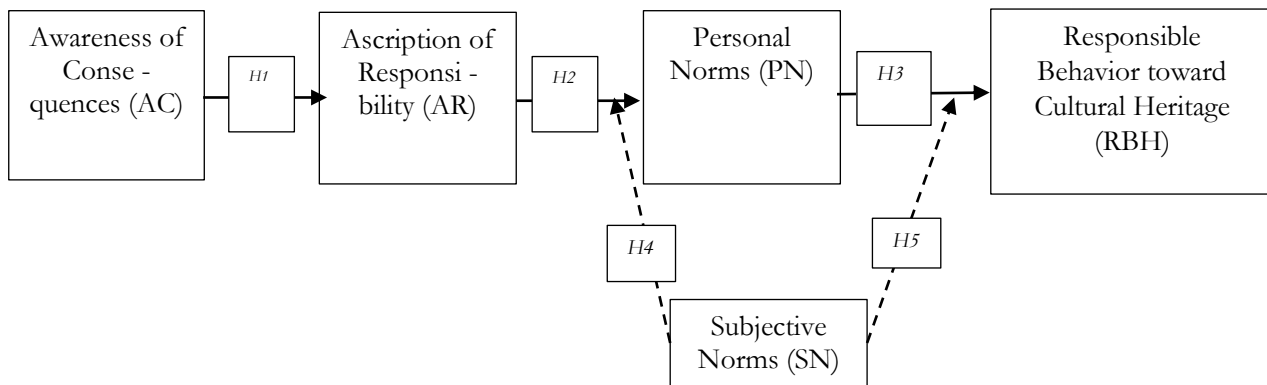 Awareness of
Conse -
quences (AC)
H1
Ascription of
Responsi -
bility (AR)
H2
Personal
Norms (PN)
H3
Responsible
Behavior toward
Cultural Heritage
(RBH)
H4
H5
Subjective
Norms (SN)